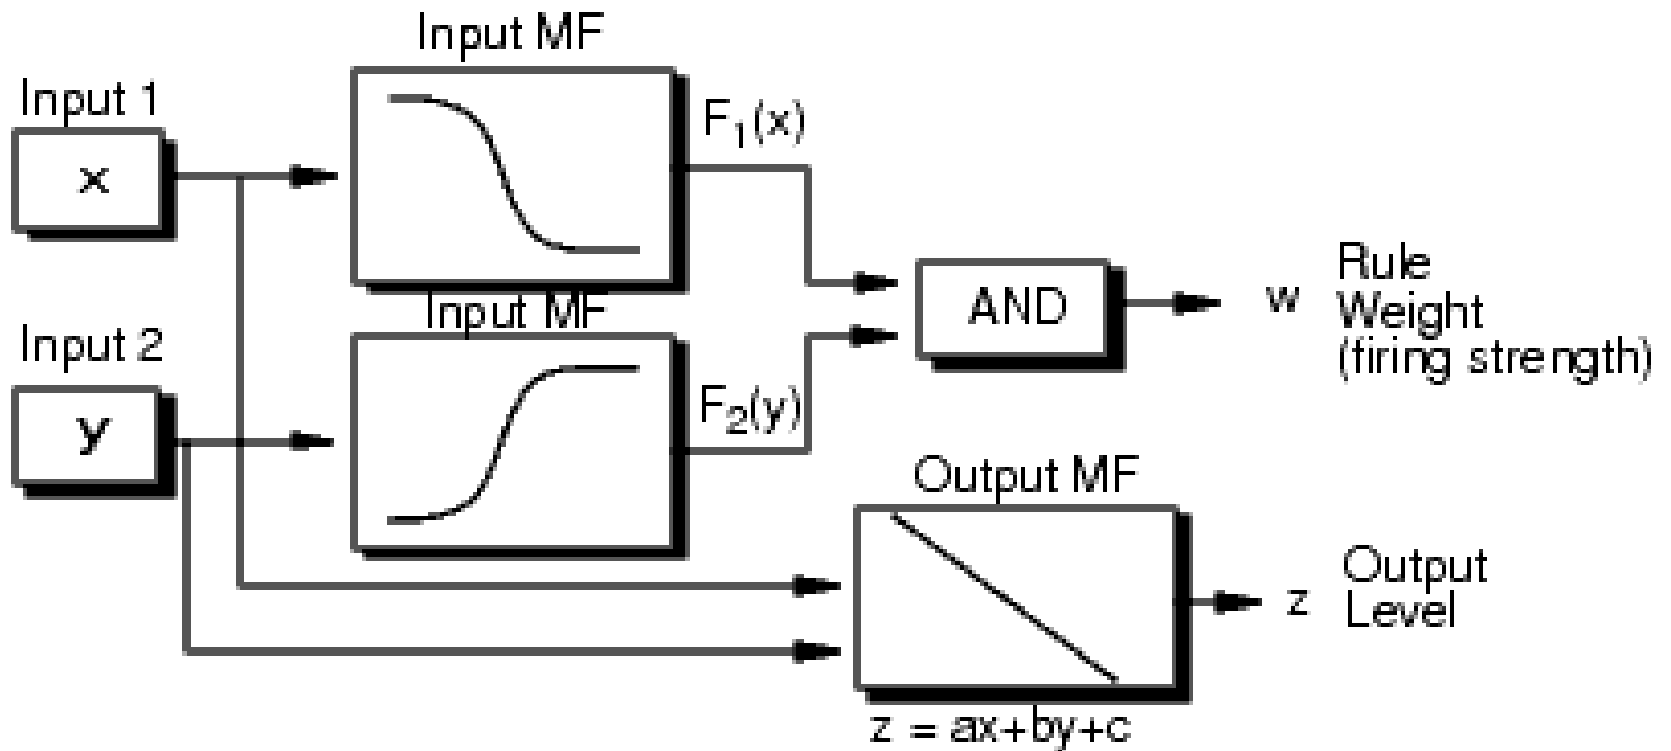 Input MF
Input 1
x
F1(x)
Input MF
Input 2
y
F2(y)
AND
w
Rule
Weight
(firing strength)
Output MF
z
Output
Level
z = ax+by+c